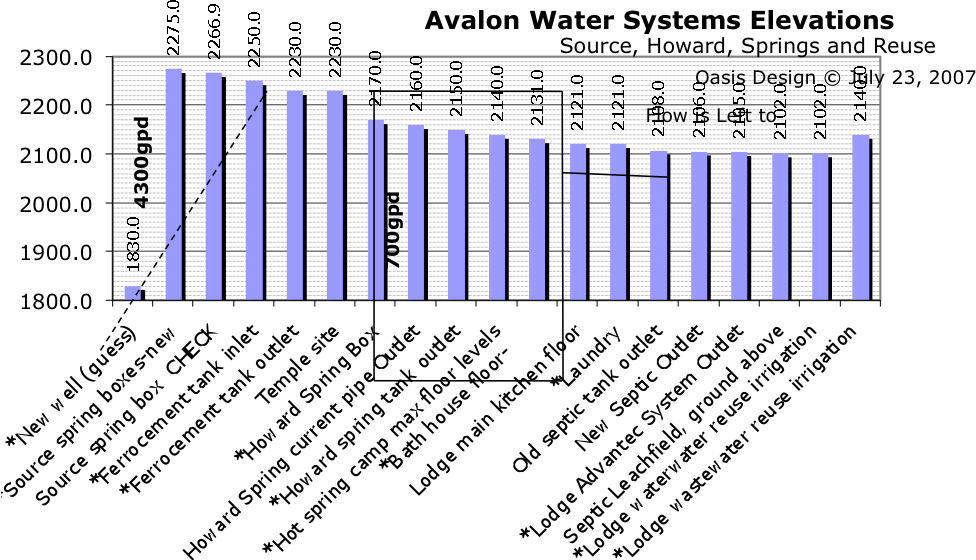 Avalon Water Systems Elevations
Source, Howard, Springs and Reuse
Oasis Design © July 23, 2007
Flow is Left to
2300.0
2200.0
2100.0
2000.0
1900.0
1800.0
1830.0
2275.0
2266.9
2250.0
2230.0
2230.0
2170.0
2160.0
2150.0
2140.0
2131.0
2121.0
2121.0
2106.0
2102.0
2102.0
2140.0
4300gpd
700gpd
*New well (guess)
*Source spring boxes-new
Source spring box CHECK
*Ferrocement tank inlet
*Ferrocement tank outlet
Temple site
*Howard Spring Box
Howard Spring current pipe Outlet
*Howard spring tank outlet
*Hot spring camp max floor levels
*Bath house floor-
Lodge main kitchen floor
*Laundry
Old septic tank outlet
New Septic Outlet
*Lodge Advantec System Outlet
Septic Leachfield, ground above
*Lodge waterwater reuse irrigation
*Lodge wastewater reuse irrigation